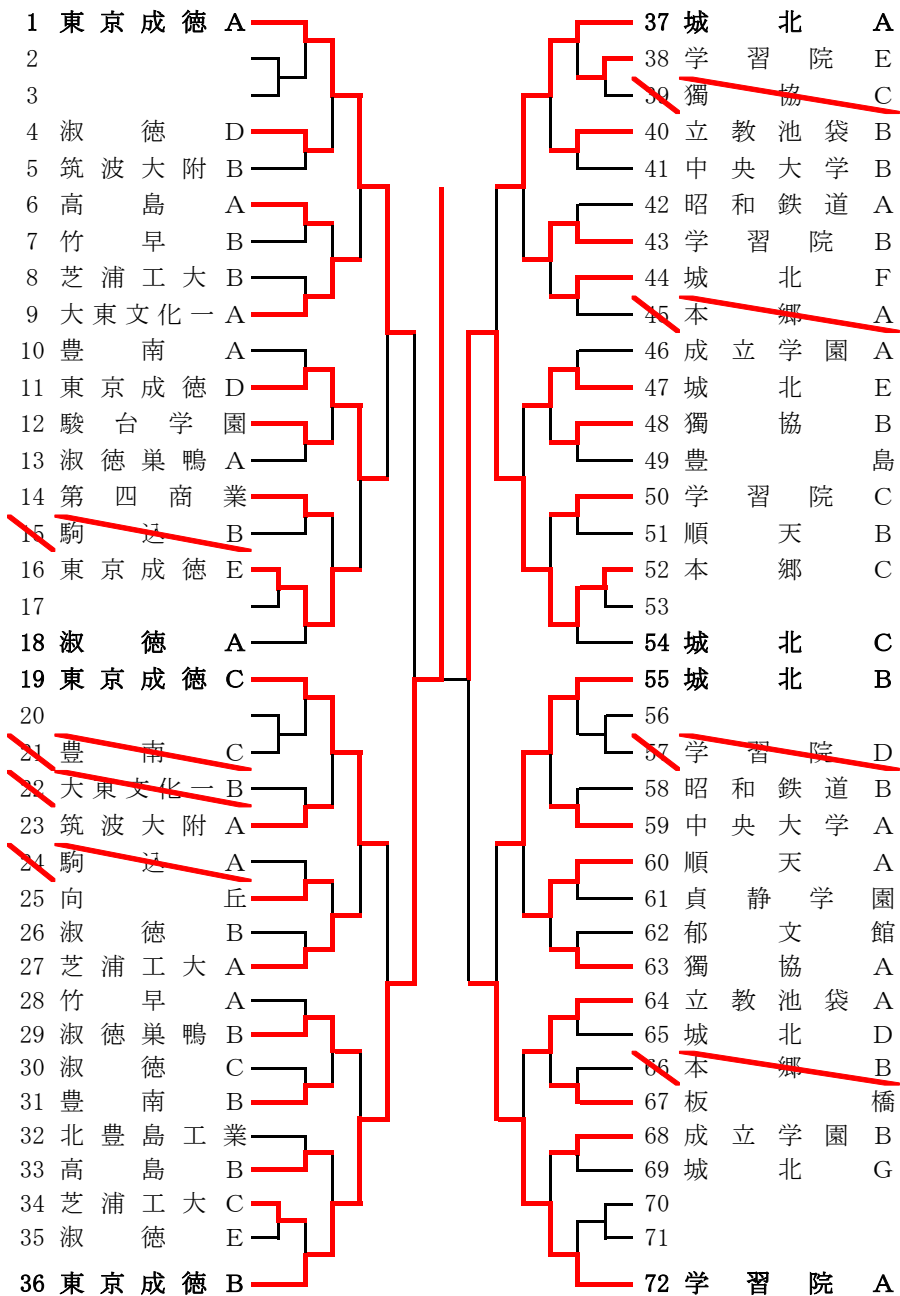 1 東京成徳 A
2
3
4 淑徳 D
5 筑波大附 B
6 高島 A
7 竹早 B
8 芝浦工大 B
9 大東文化一 A
10 豊南 A
11 東京成徳 D
12 駿台学園
13 淑徳巣鴨 A
14 第四商業
15 駒込 B
16 東京成徳 E
17
18 淑徳 A
19 東京成徳 C
20
21 豊南 C
22 大東文化一 B
23 筑波大附 A
24 駒込 A
25 向丘
26 淑徳 B
27 芝浦工大 A
28 竹早 A
29 淑徳巣鴨 B
30 淑徳 C
31 豊南 B
32 北豊島工業
33 高島 B
34 芝浦工大 C
35 淑徳 E
36 東京成徳 B
37 城北 A
38 学習院 E
39 獨協 C
40 立教池袋 B
41 中央大学 B
42 昭和鉄道 A
43 学習院 B
44 城北 F
45 本郷 A
46 成立学園 A
47 城北 E
48 獨協 B
49 豊島
50 学習院 C
51 順天 B
52 本郷 C
53
54 城北 C
55 城北 B
56
57 学習院 D
58 昭和鉄道 B
59 中央大学 A
60 順天 A
61 貞静学園
62 郁文館
63 獨協 A
64 立教池袋 A
65 城北 D
66 本郷 B
67 板橋
68 成立学園 B
69 城北 G
70
71
72 学習院 A